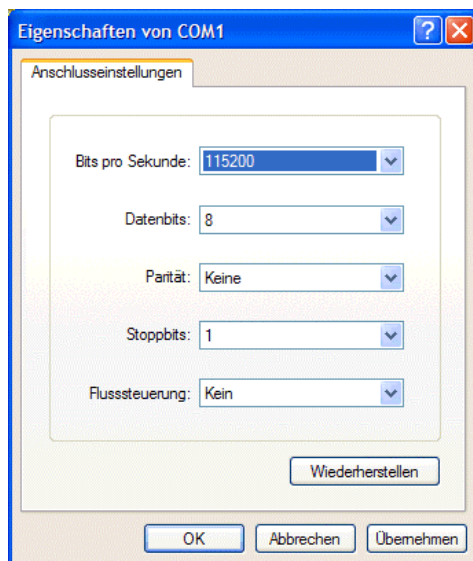 Eigenschaften von COM1
Anschlusseinstellungen
Bits pro Sekunde: 115200
Datenbits: 8
Parität: Keine
Stoppbits: 1
Flusssteuerung: Kein
Wiederherstellen
OK Abbrechen Übernehmen